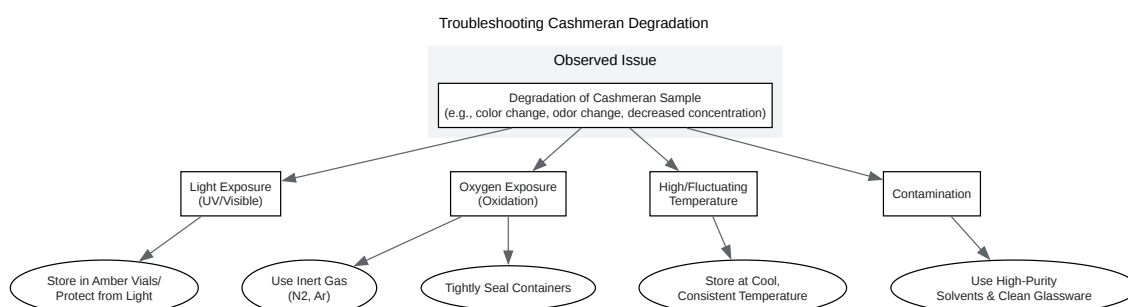 Troubleshooting Cashmeran Degradation
Observed Issue
Degradation of Cashmeran Sample
(e.g., color change, odor change, decreased concentration)
Light Exposure
(UV/Visible)
Oxygen Exposure
(Oxidation)
High/Fluctuating
Temperature
Contamination
Store in Amber Vials/
Protect from Light
Use Inert Gas
(N2, Ar)
Tightly Seal Containers
Store at Cool,
Consistent Temperature
Use High-Purity
Solvents & Clean Glassware